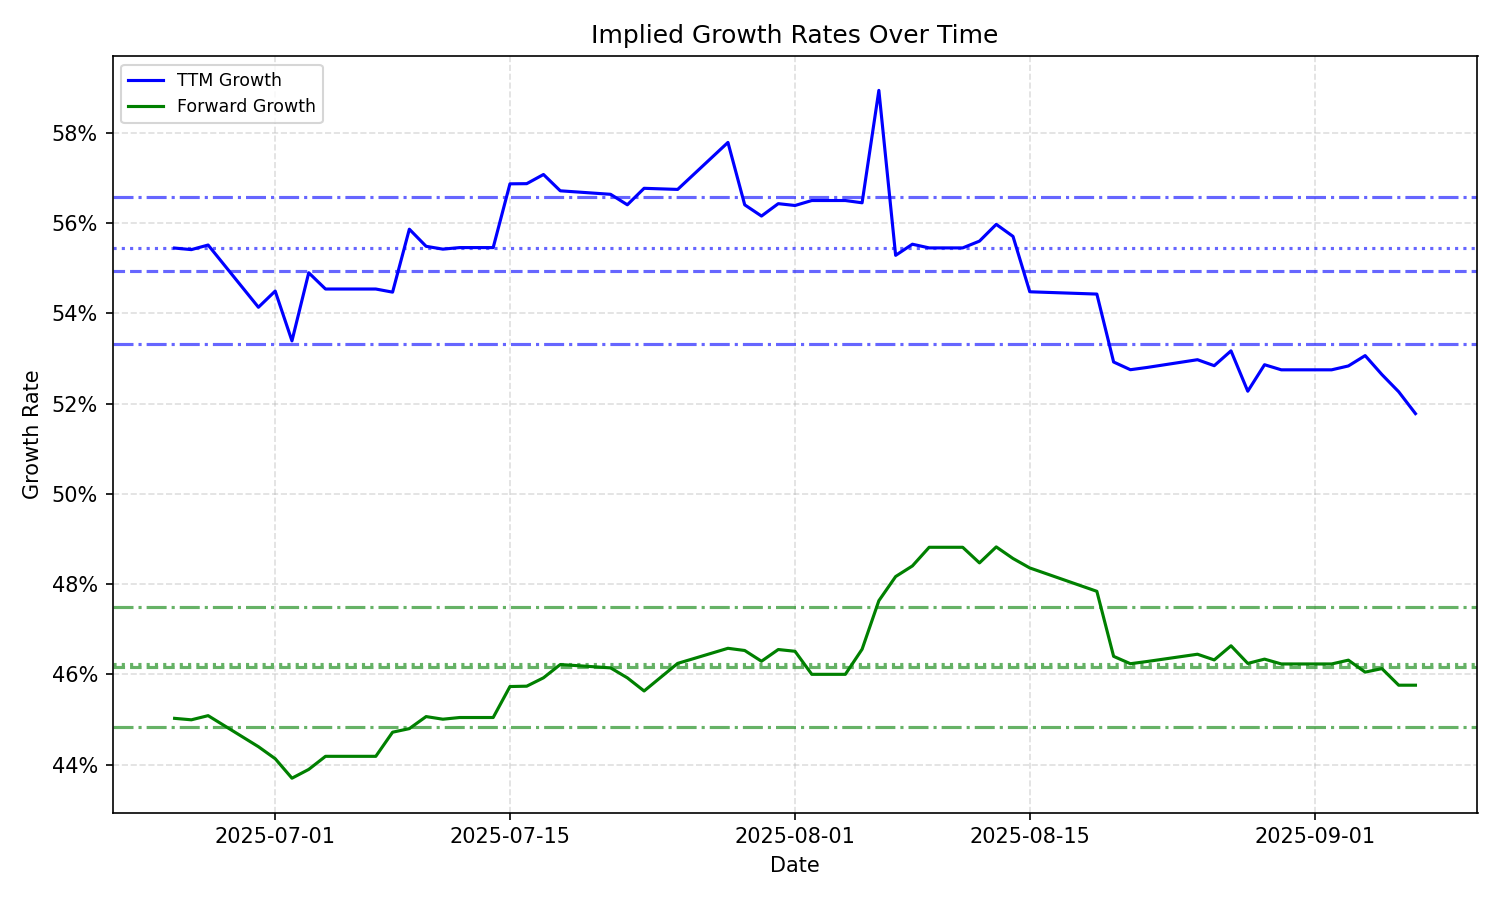 Implied Growth Rates Over Time
TTM Growth
Forward Growth
58%
56%
54%
52%
50%
48%
46%
44%
Growth Rate
2025-07-01
2025-07-15
2025-08-01
2025-08-15
2025-09-01
Date